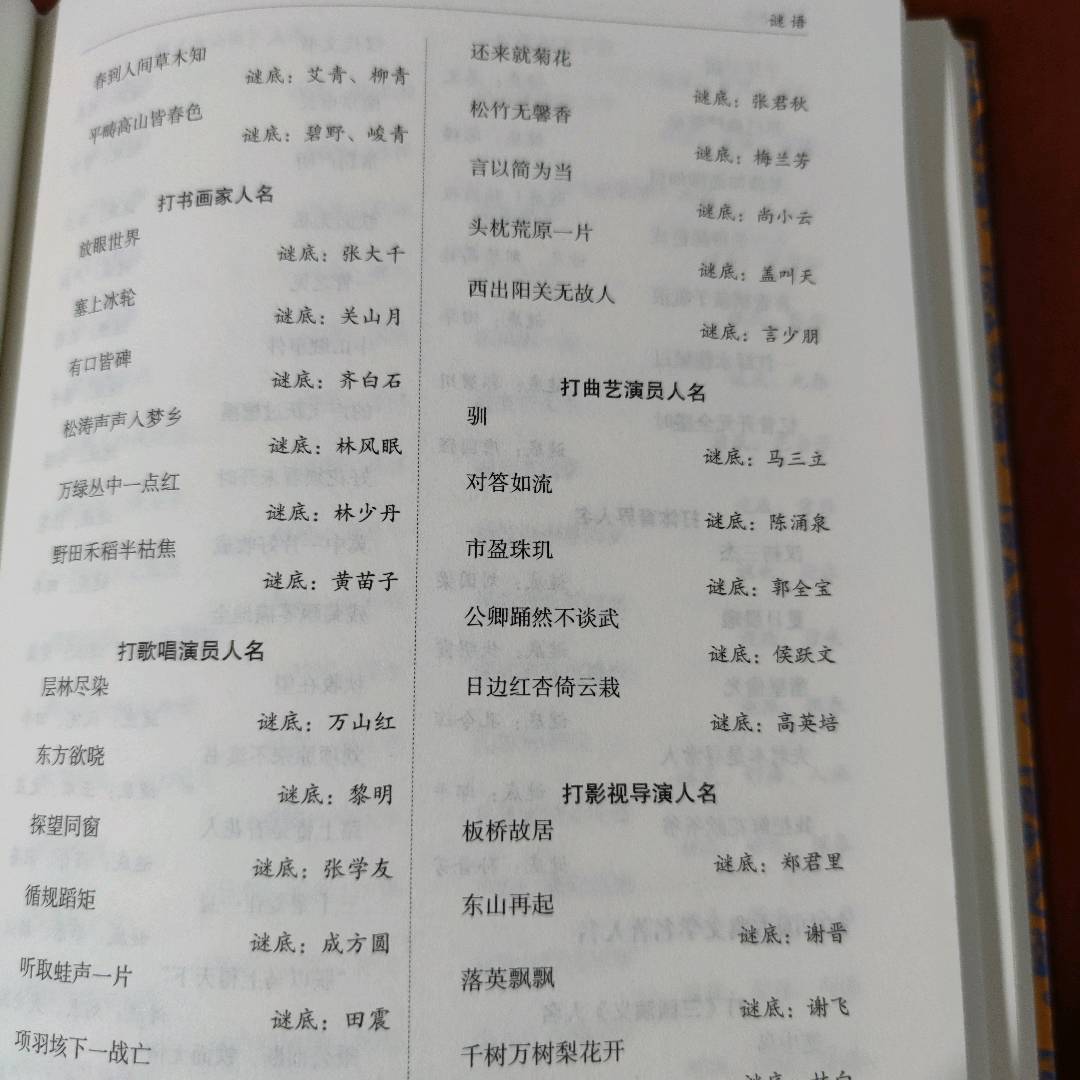 谜语
春到人间草木知
谜底：艾青、柳青
平畴高山皆春色
谜底：碧野、峻青
打书画家人名
放眼世界
谜底：张大千
塞上冰轮
谜底：关山月
有口皆碑
谜底：齐白石
松涛声声入梦乡
谜底：林风眠
万绿丛中一点红
谜底：林少丹
野田禾稻半枯焦
谜底：黄苗子
打歌唱演员人名
层林尽染
谜底：万山红
东方欲晓
谜底：黎明
探望同窗
谜底：张学友
循规蹈矩
谜底：成方圆
听取蛙声一片
谜底：田震
项羽垓下一战亡
还来就菊花
谜底：张君秋
松竹无馨香
谜底：梅兰芳
言以简为当
谜底：尚小云
头枕荒原一片
谜底：盖叫天
西出阳关无故人
谜底：言少朋
打曲艺演员人名
驯
谜底：马三立
对答如流
谜底：陈涌泉
市盈珠玑
谜底：郭全宝
公卿踊然不谈武
谜底：侯跃文
日边红杏倚云栽
谜底：高英培
打影视导演人名
板桥故居
谜底：郑君里
东山再起
谜底：谢晋
落英飘飘
谜底：谢飞
千树万树梨花开